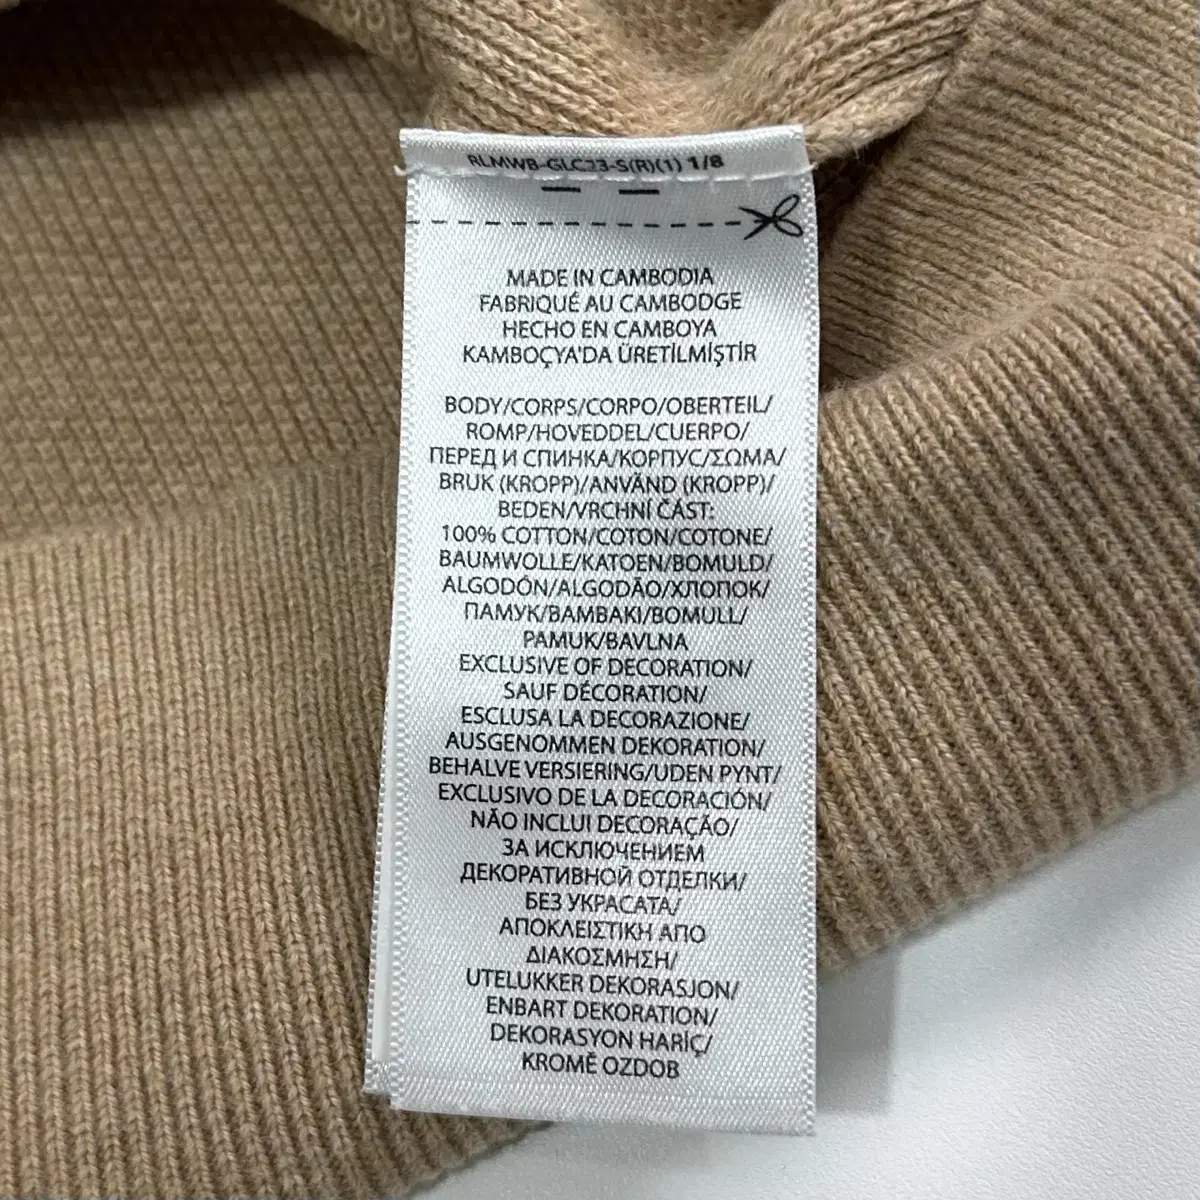 RLMWB-GLC23-S(R)(1) 1/8
MADE IN CAMBODIA
FABRIQUÉ AU CAMBODGE
HECHO EN CAMBOYA
KAMBOÇYA'DA ÜRETİLMİŞTİR
BODY/CORPS/CORPO/OBERTEIL/
ROMP/HOVEDDEL/CUERPO/
ПЕРЕД И СПИНКА/КОРПУС/ΣΩΜΑ/
BRUK (KROPP)/ANVÄND (KROPP)/
BEDEN/VRCHNÍ ČÁST:
100% COTTON/COTON/COTONE/
BAUMWOLLE/KATOEN/BOMULD/
ALGODÓN/ALGODÃO/ХЛОПОК/
ПАМУК/ΒΑΜΒΑΚΙ/BOMULL/
PAMUK/BAVLNA
EXCLUSIVE OF DECORATION/
SAUF DÉCORATION/
ESCLUSA LA DECORAZIONE/
AUSGENOMMEN DEKORATION/
BEHALVE VERSIERING/UDEN PYNT/
EXCLUSIVO DE LA DECORACIÓN/
NÃO INCLUI DECORAÇÃO/
ЗА ИСКЛЮЧЕНИЕМ
ДЕКОРАТИВНОЙ ОТДЕЛКИ/
БЕЗ УКРАСАТА/
ΑΠΟΚΛΕΙΣΤΙΚΗ ΑΠΟ
ΔΙΑΚΟΣΜΗΣΗ/
UTELUKKER DEKORASJON/
ENBART DEKORATION/
DEKORASYON HARİÇ/
KROMĚ OZDOB